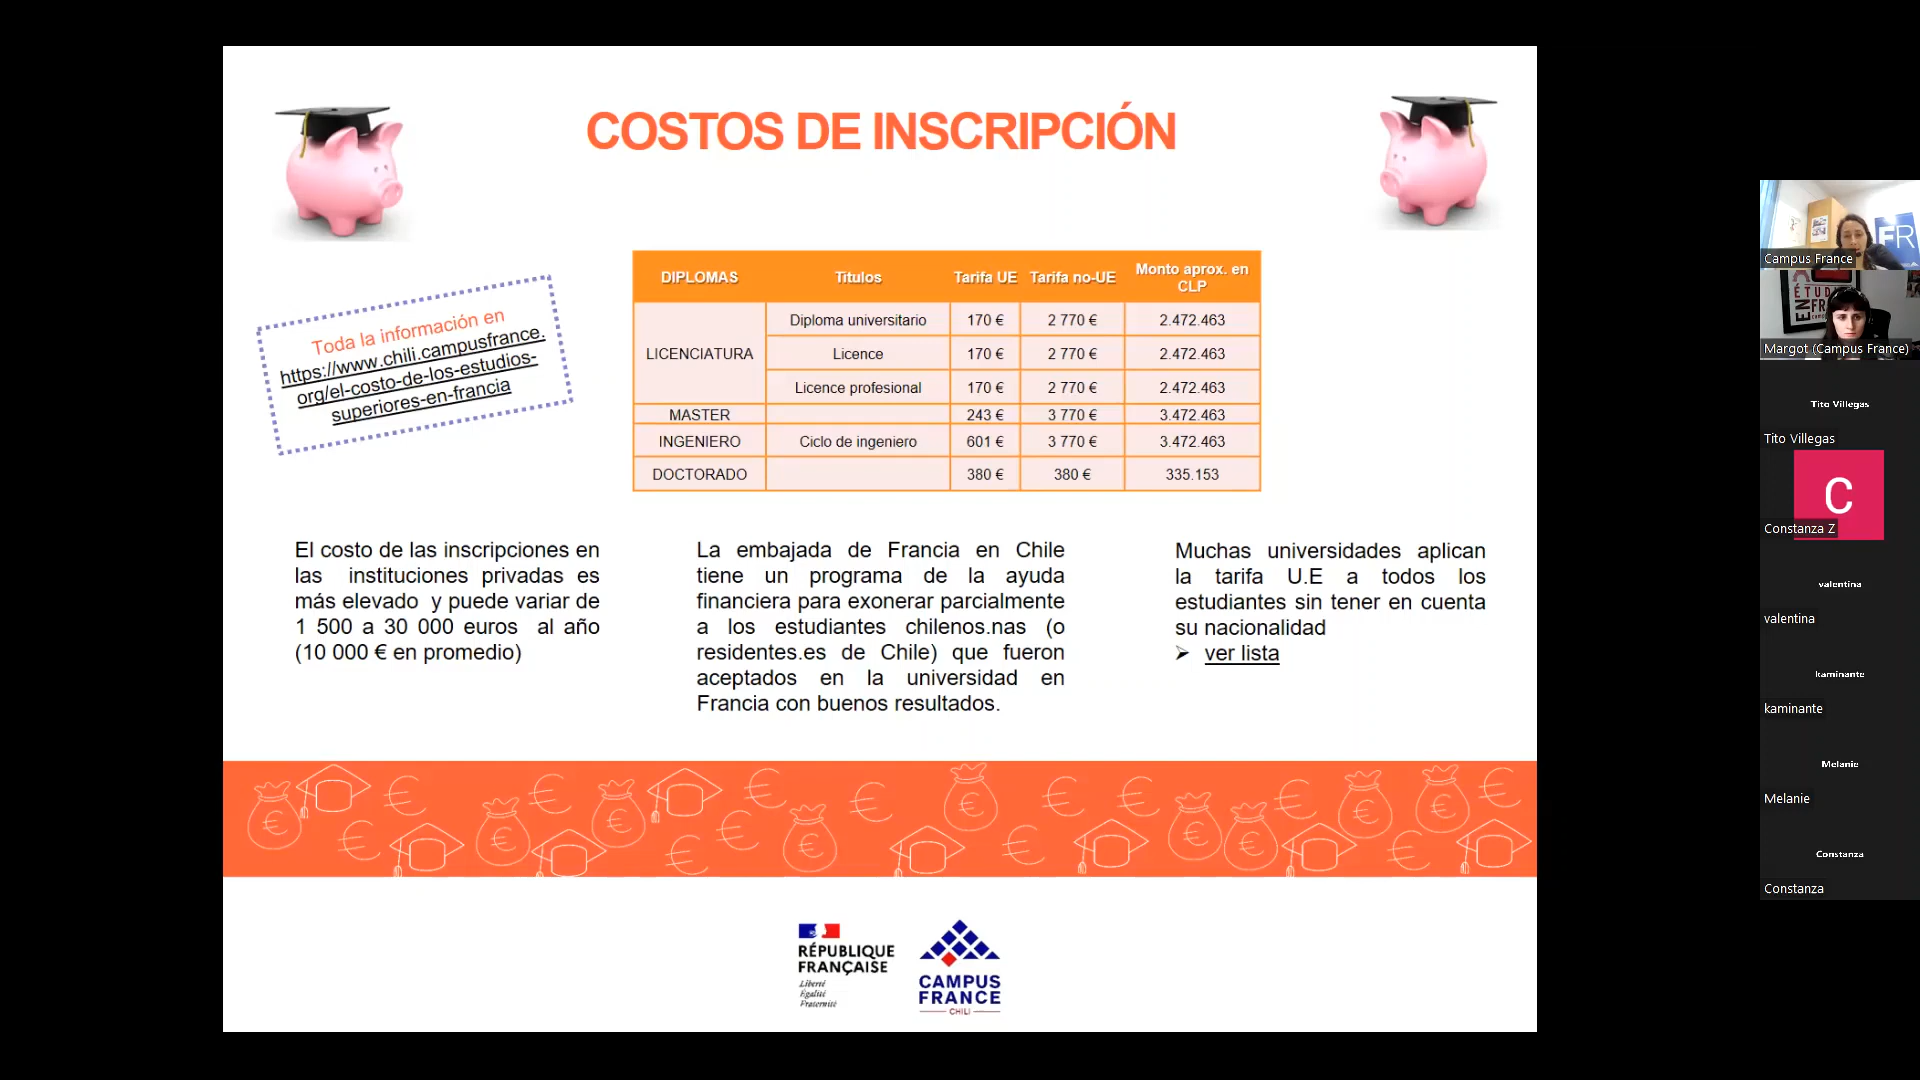 COSTOS DE INSCRIPCIÓN
Toda la información en
https://www.chili.campusfrance.
org/el-costo-de-los-estudios-
superiores-en-francia
DIPLOMAS Titulos Tarifa UE Tarifa no-UE Monto aprox. en CLP
LICENCIATURA
Diploma universitario 170 € 2 770 € 2.472.463
Licence 170 € 2 770 € 2.472.463
Licence profesional 170 € 2 770 € 2.472.463
MASTER 243 € 3 770 € 3.472.463
INGENIERO Ciclo de ingeniero 601 € 3 770 € 3.472.463
DOCTORADO 380 € 380 € 335.153
El costo de las inscripciones en
las instituciones privadas es
más elevado y puede variar de
1 500 a 30 000 euros al año
(10 000 € en promedio)
La embajada de Francia en Chile
tiene un programa de la ayuda
financiera para exonerar parcialmente
a los estudiantes chilenos.nas (o
residentes.es de Chile) que fueron
aceptados en la universidad en
Francia con buenos resultados.
Muchas universidades aplican
la tarifa U.E a todos los
estudiantes sin tener en cuenta
su nacionalidad
➢ ver lista
RÉPUBLIQUE
FRANÇAISE
Liberté
Égalité
Fraternité
CAMPUS
FRANCE
CHILI
FR
Campus France
Margot (Campus France)
Tito Villegas
Tito Villegas
C
Constanza Z
valentina
valentina
kaminante
kaminante
Melanie
Melanie
Constanza
Constanza